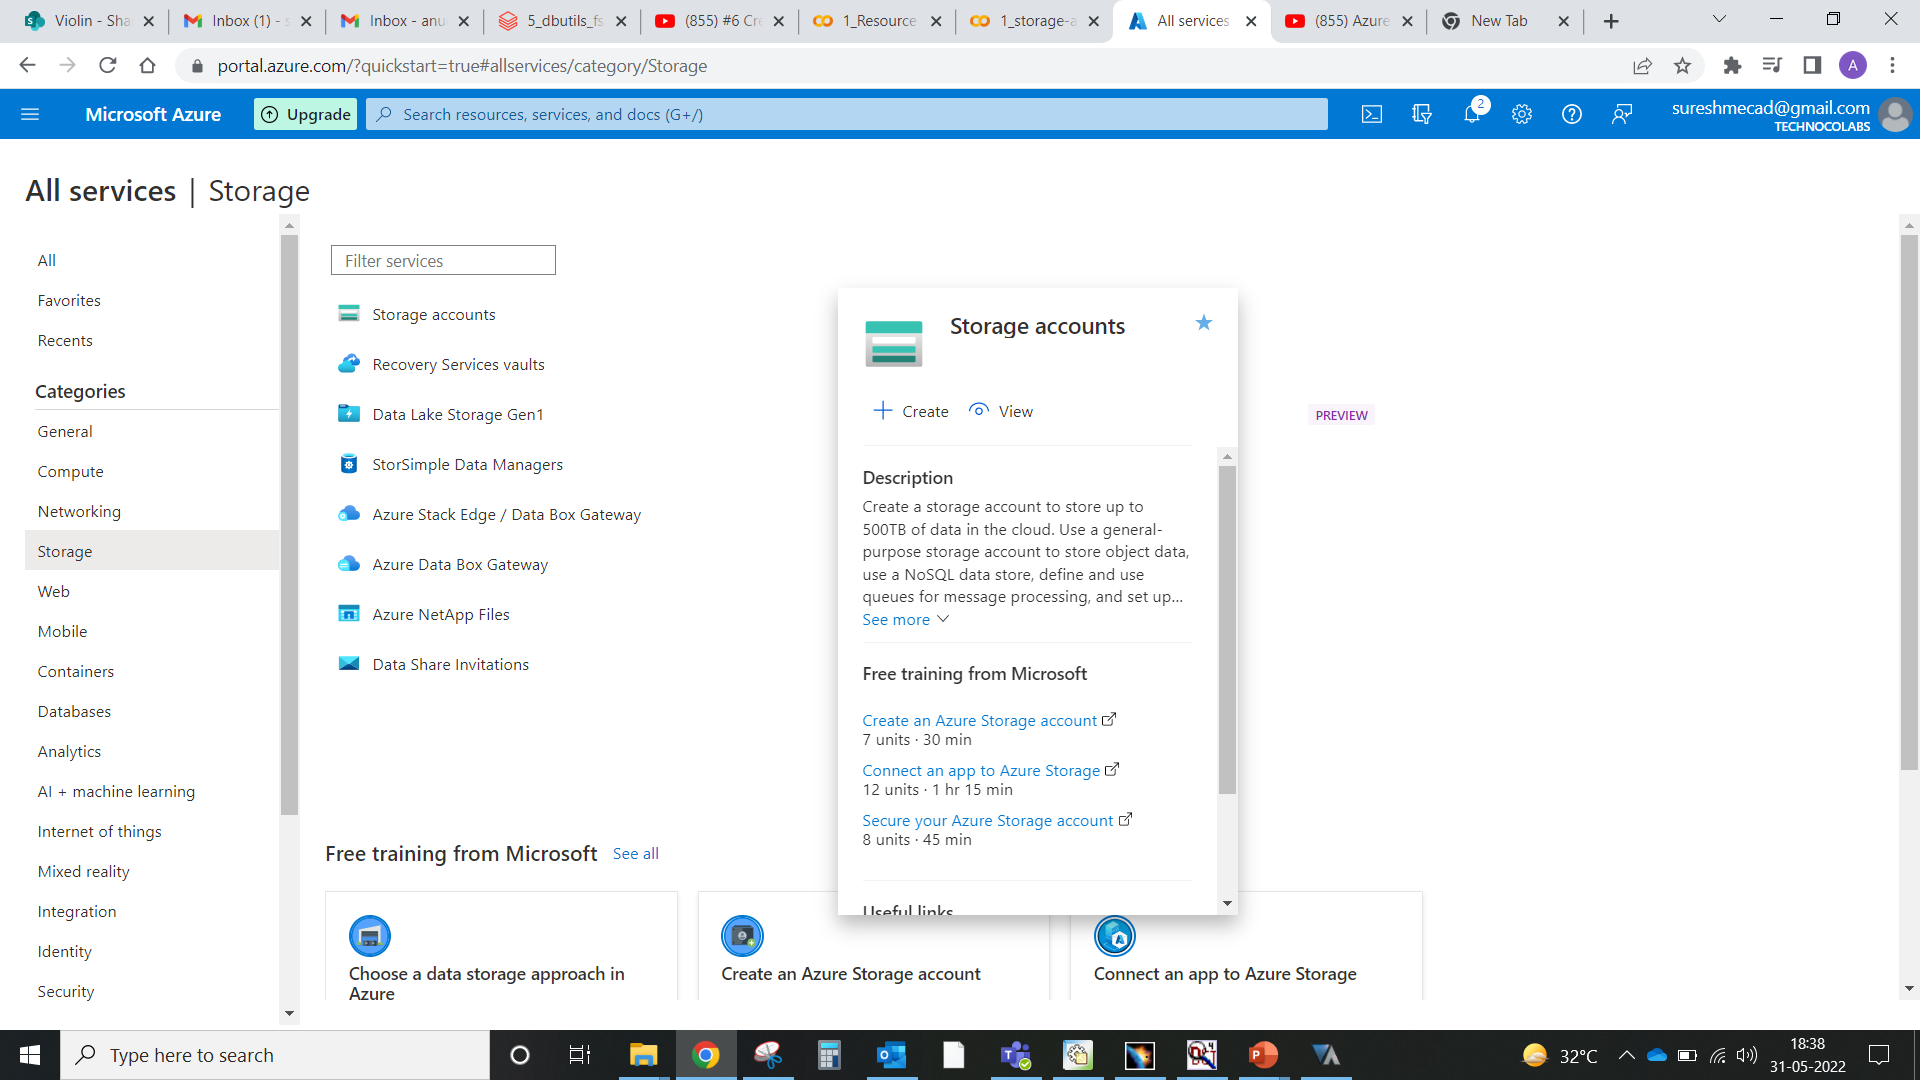 Violin - Sha
Inbox (1) - s
Inbox - anu
5_dbutils_fs
(855) #6 Cre
1_Resource
1_storage-a
All services
(855) Azure
New Tab
portal.azure.com/?quickstart=true#allservices/category/Storage
A
Microsoft Azure
Upgrade
Search resources, services, and docs (G+/)
2
sureshmecad@gmail.com
TECHNOCOLABS
All services | Storage
All
Favorites
Recents
Categories
General
Compute
Networking
Storage
Web
Mobile
Containers
Databases
Analytics
AI + machine learning
Internet of things
Mixed reality
Integration
Identity
Security
Filter services
Storage accounts
Recovery Services vaults
Data Lake Storage Gen1
StorSimple Data Managers
Azure Stack Edge / Data Box Gateway
Azure Data Box Gateway
Azure NetApp Files
Data Share Invitations
PREVIEW
Storage accounts
Create
View
Description
Create a storage account to store up to
500TB of data in the cloud. Use a general-
purpose storage account to store object data,
use a NoSQL data store, define and use
queues for message processing, and set up...
See more
Free training from Microsoft
Create an Azure Storage account
7 units · 30 min
Connect an app to Azure Storage
12 units · 1 hr 15 min
Secure your Azure Storage account
8 units · 45 min
Useful links
Free training from Microsoft
See all
Choose a data storage approach in
Azure
Create an Azure Storage account
Connect an app to Azure Storage
Type here to search
32°C
18:38
31-05-2022